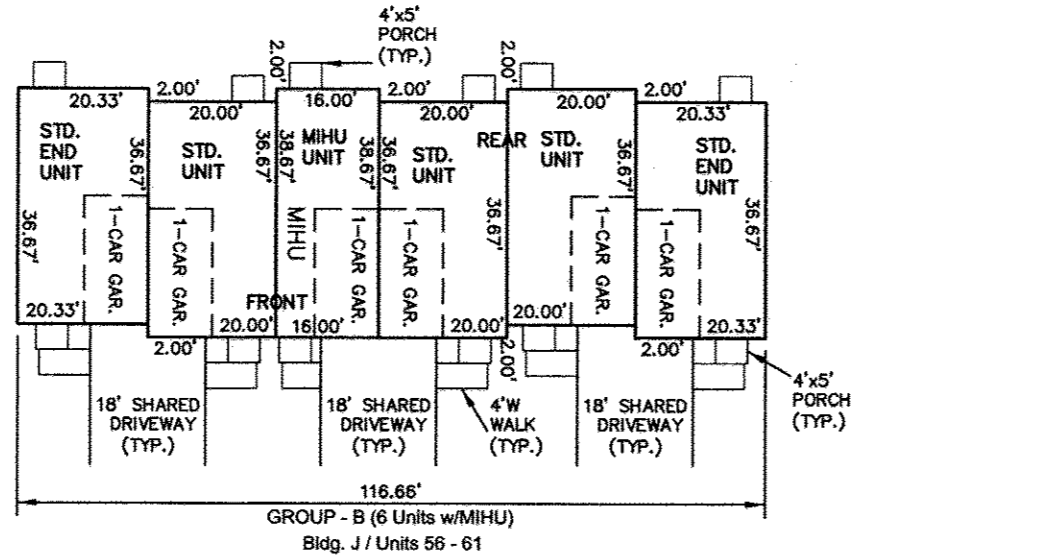 4'x5'
PORCH
(TYP.)
2.00'
2.00'
20.33'
2.00'
20.00'
16.00'
2.00'
20.00'
20.00'
2.00'
20.33'
STD.
END
UNIT
36.67'
STD.
UNIT
36.67'
38.67'
MIHU
UNIT
38.67'
36.67'
STD.
UNIT
REAR
STD.
UNIT
36.67'
STD.
END
UNIT
36.67'
1-CAR GAR.
1-CAR GAR.
MIHU
1-CAR GAR.
1-CAR GAR.
36.67'
1-CAR GAR.
1-CAR GAR.
36.67'
20.33'
FRONT
20.00'
16.00'
20.00'
20.00'
20.33'
2.00'
2.00'
2.00'
18' SHARED
DRIVEWAY
(TYP.)
18' SHARED
DRIVEWAY
(TYP.)
4'W
WALK
(TYP.)
18' SHARED
DRIVEWAY
(TYP.)
4'x5'
PORCH
(TYP.)
116.66'
GROUP - B (6 Units w/MIHU)
Bldg. J / Units 56 - 61